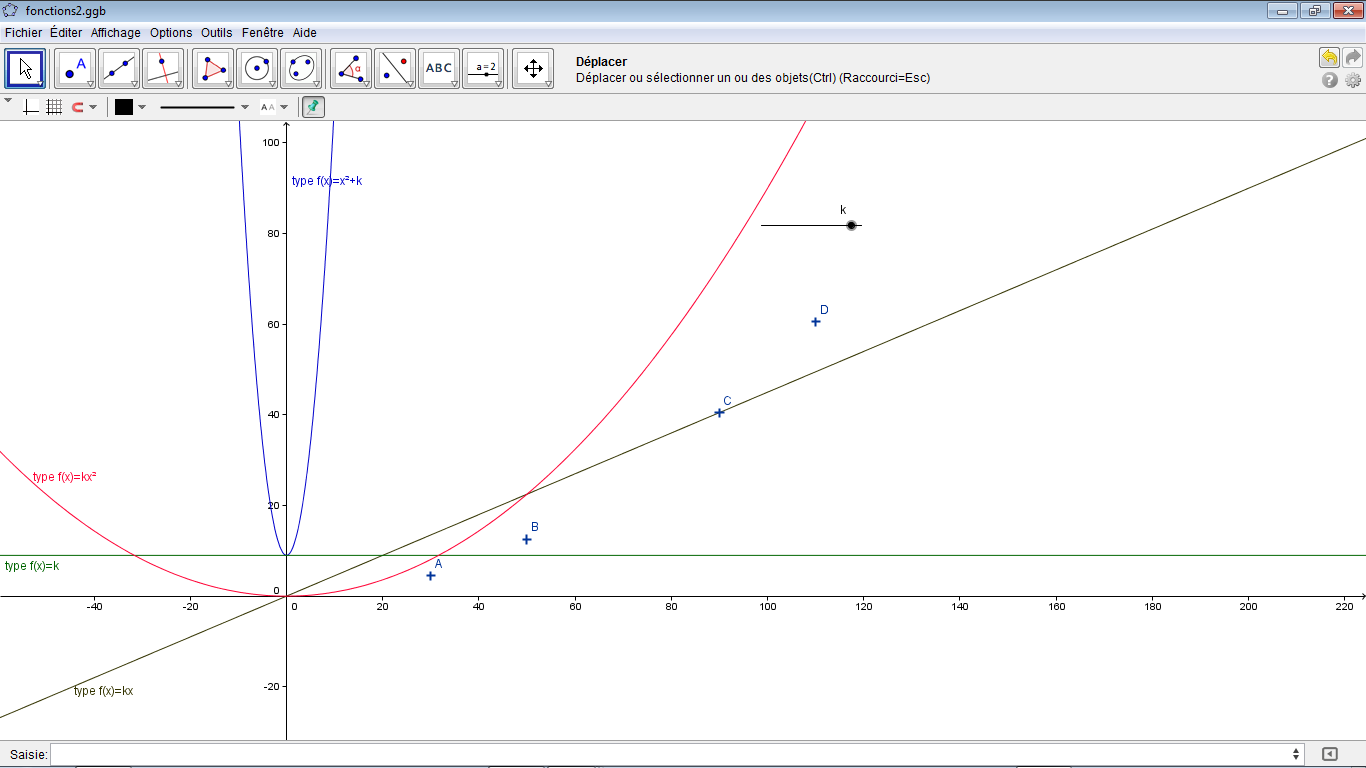 fonctions2.ggb
Fichier Éditer Affichage Options Outils Fenêtre Aide
A
α
ABC
a = 2
Déplacer
Déplacer ou sélectionner un ou des objets(Ctrl) (Raccourci=Esc)
?
A A
100
type f(x)=x²+k
k
80
D
60
C
40
type f(x)=kx²
20
B
type f(x)=k
A
0
-40 -20 0 20 40 60 80 100 120 140 160 180 200 220
-20
type f(x)=kx
Saisie: